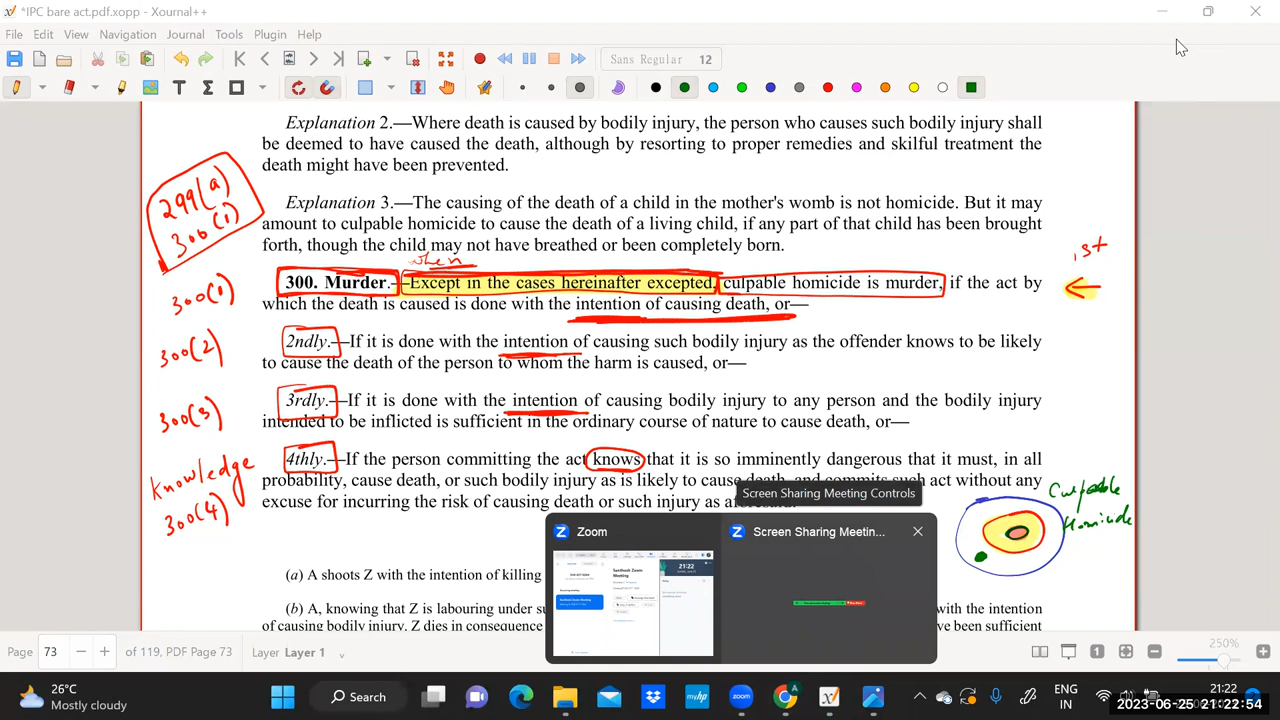 *IPC bare act.pdf.xopp - Xournal++
File Edit View Navigation Journal Tools Plugin Help
Sans Regular 12
Explanation 2.—Where death is caused by bodily injury, the person who causes such bodily injury shall
be deemed to have caused the death, although by resorting to proper remedies and skilful treatment the
death might have been prevented.
299(a)
300(1)
Explanation 3.—The causing of the death of a child in the mother's womb is not homicide. But it may
amount to culpable homicide to cause the death of a living child, if any part of that child has been brought
forth, though the child may not have breathed or been completely born.
when
1st
300. Murder.—Except in the cases hereinafter excepted, culpable homicide is murder, if the act by
300(1)
which the death is caused is done with the intention of causing death, or—
2ndly.—If it is done with the intention of causing such bodily injury as the offender knows to be likely
300(2)
to cause the death of the person to whom the harm is caused, or—
3rdly.—If it is done with the intention of causing bodily injury to any person and the bodily injury
300(3)
intended to be inflicted is sufficient in the ordinary course of nature to cause death, or—
4thly.—If the person committing the act knows that it is so imminently dangerous that it must, in all
Knowledge
300(4)
probability, cause death, or such bodily injury as is likely to cause death, and commits such act without any
excuse for incurring the risk of causing death or such injury as aforesaid.
Screen Sharing Meeting Controls
Culpable
Homicide
Zoom
Screen Sharing Meetin...
Santhosh Zoom
Meeting
21:22
(a) A shoots Z with the intention of killing
(b) A, knowing that Z is labouring under
with the intention
of causing bodily injury. Z dies in consequence
have been sufficient
Page 73 of 119, PDF Page 73 Layer Layer 1
250%
26°C
Mostly cloudy
Search
myhp
zoom
ENG
IN
21:22
2023-06-25 21:22:54